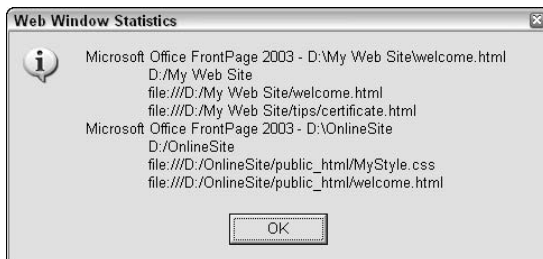 Web Window Statistics
Microsoft Office FrontPage 2003 - D:\My Web Site\welcome.html
D:/My Web Site
file:///D:/My Web Site/welcome.html
file:///D:/My Web Site/tips/certificate.html
Microsoft Office FrontPage 2003 - D:\OnlineSite
D:/OnlineSite
file:///D:/OnlineSite/public_html/MyStyle.css
file:///D:/OnlineSite/public_html/welcome.html
OK